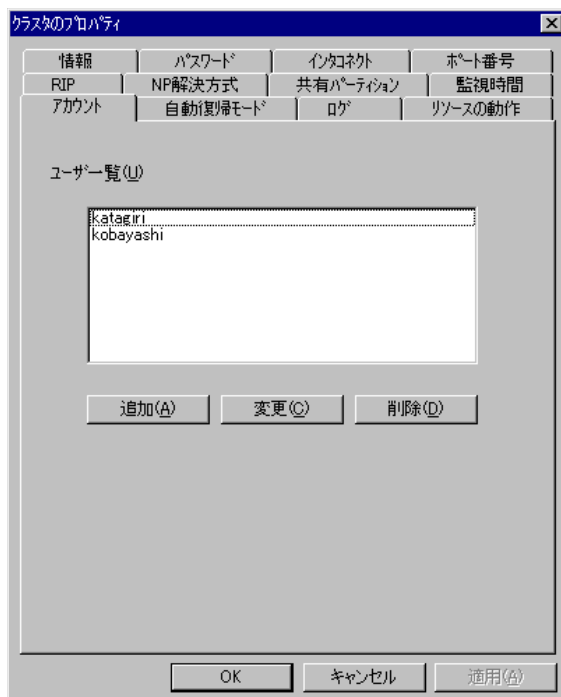 クラスタのプロパティ
情報 パスワード インタコネクト ポート番号
RIP NP解決方式 共有パーティション 監視時間
アカウント 自動復帰モード ログ リソースの動作
ユーザ一覧(U)
katagiri
kobayashi
追加(A) 変更(C) 削除(D)
OK キャンセル 適用(A)